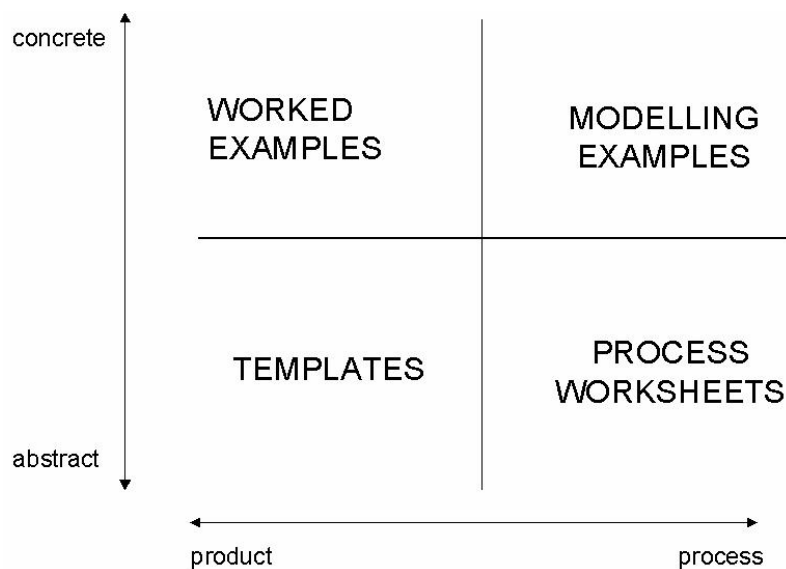 concrete
WORKED
EXAMPLES
MODELLING
EXAMPLES
TEMPLATES
PROCESS
WORKSHEETS
abstract
product
process